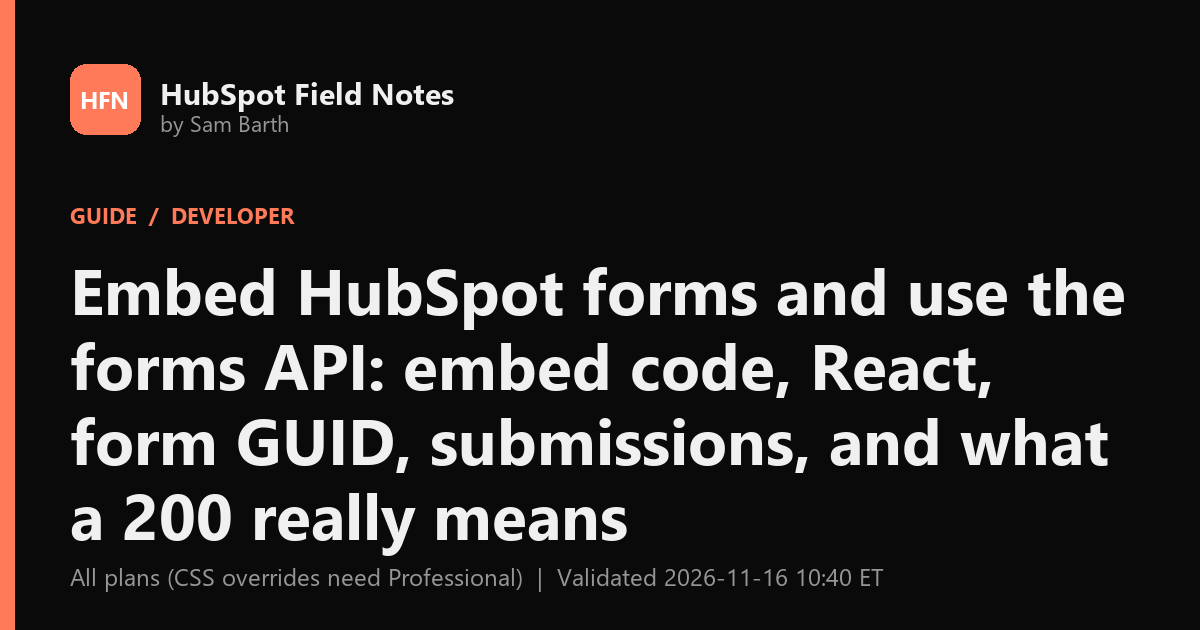 HFN
HubSpot Field Notes
by Sam Barth
GUIDE / DEVELOPER
Embed HubSpot forms and use the
forms API: embed code, React,
form GUID, submissions, and what
a 200 really means
All plans (CSS overrides need Professional) | Validated 2026-11-16 10:40 ET